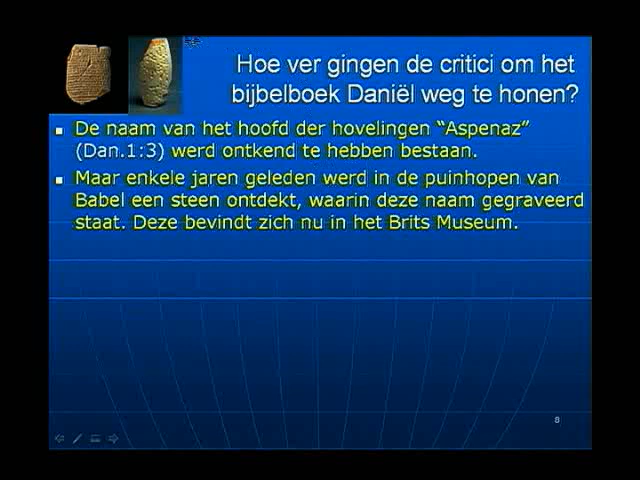 Hoe ver gingen de critici om het
bijbelboek Daniël weg te honen?
De naam van het hoofd der hovelingen “Aspenaz”
(Dan.1:3) werd ontkend te hebben bestaan.
Maar enkele jaren geleden werd in de puinhopen van
Babel een steen ontdekt, waarin deze naam gegraveerd
staat. Deze bevindt zich nu in het Brits Museum.
8